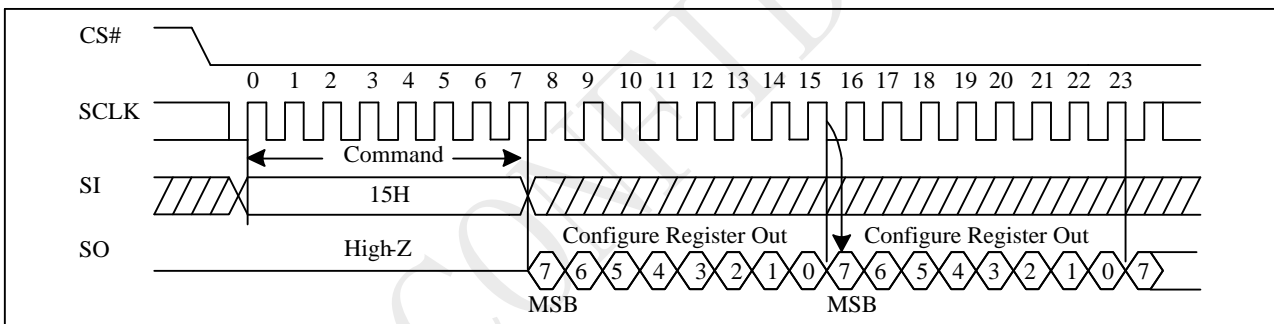 CS#
0 1 2 3 4 5 6 7 8 9 10 11 12 13 14 15 16 17 18 19 20 21 22 23
SCLK
Command
SI
15H
SO
High-Z
Configure Register Out
Configure Register Out
7 6 5 4 3 2 1 0 7 6 5 4 3 2 1 0 7
MSB
MSB